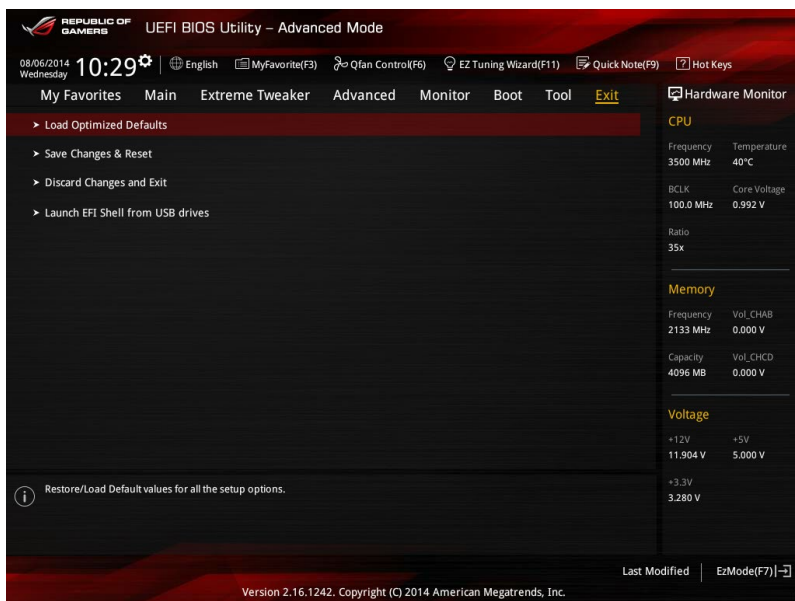 REPUBLIC OF
GAMERS
UEFI BIOS Utility – Advanced Mode
08/06/2014
Wednesday
10:29
English
MyFavorite(F3)
Qfan Control(F6)
EZ Tuning Wizard(F11)
Quick Note(F9)
? Hot Keys
My Favorites Main Extreme Tweaker Advanced Monitor Boot Tool Exit
Hardware Monitor
> Load Optimized Defaults
> Save Changes & Reset
> Discard Changes and Exit
> Launch EFI Shell from USB drives
CPU
Frequency Temperature
3500 MHz 40°C
BCLK Core Voltage
100.0 MHz 0.992 V
Ratio
35x
Memory
Frequency Vol_CHAB
2133 MHz 0.000 V
Capacity Vol_CHCD
4096 MB 0.000 V
Voltage
+12V +5V
11.904 V 5.000 V
+3.3V
3.280 V
i Restore/Load Default values for all the setup options.
Last Modified EzMode(F7)
Version 2.16.1242. Copyright (C) 2014 American Megatrends, Inc.